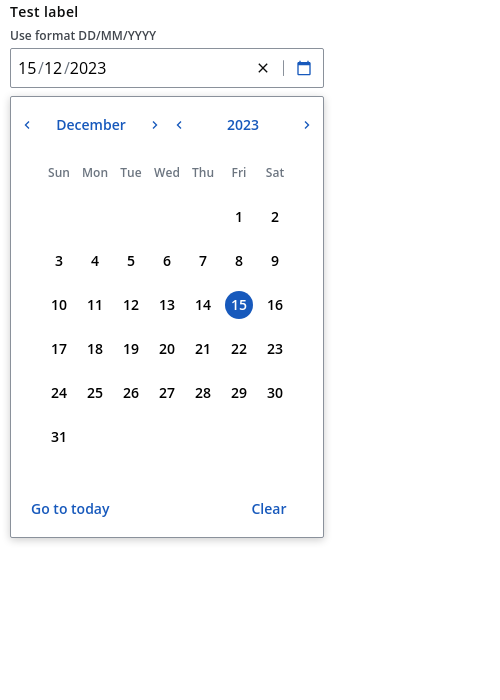 Test label
Use format DD/MM/YYYY
15/12/2023
December 2023
Sun Mon Tue Wed Thu Fri Sat
1 2
3 4 5 6 7 8 9
10 11 12 13 14 15 16
17 18 19 20 21 22 23
24 25 26 27 28 29 30
31
Go to today Clear